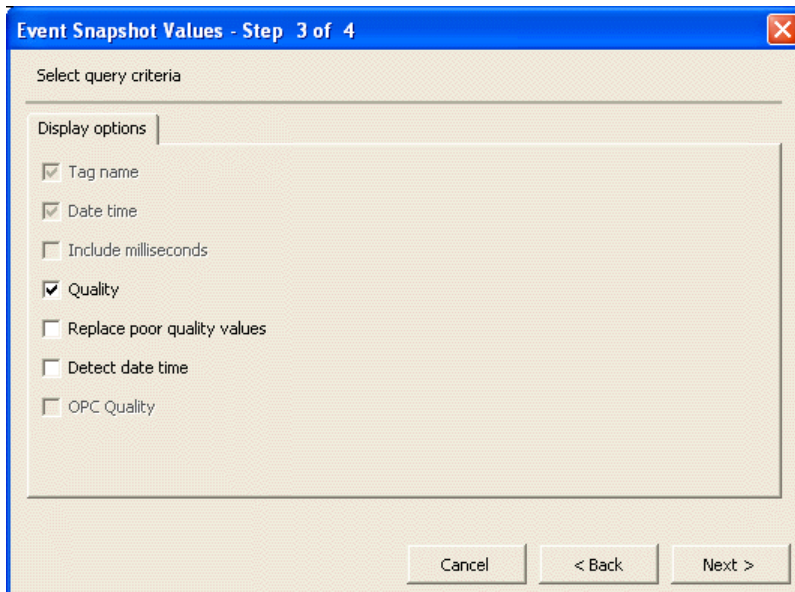 Event Snapshot Values - Step 3 of 4
Select query criteria
Display options
Tag name
Date time
Include milliseconds
Quality
Replace poor quality values
Detect date time
OPC Quality
Cancel
< Back
Next >